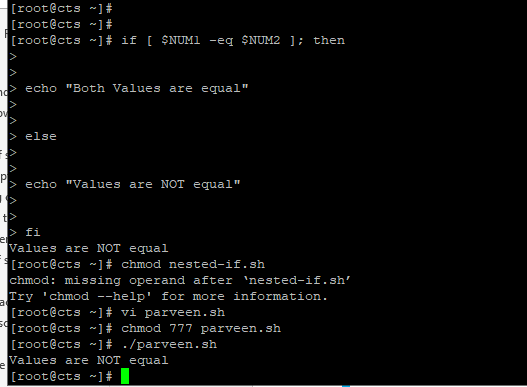 [root@cts ~]#
[root@cts ~]#
[root@cts ~]# if [ $NUM1 -eq $NUM2 ]; then
>
>
> echo "Both Values are equal"
>
>
> else
>
>
> echo "Values are NOT equal"
>
>
> fi
Values are NOT equal
[root@cts ~]# chmod nested-if.sh
chmod: missing operand after ‘nested-if.sh’
Try 'chmod --help' for more information.
[root@cts ~]# vi parveen.sh
[root@cts ~]# chmod 777 parveen.sh
[root@cts ~]# ./parveen.sh
Values are NOT equal
[root@cts ~]#